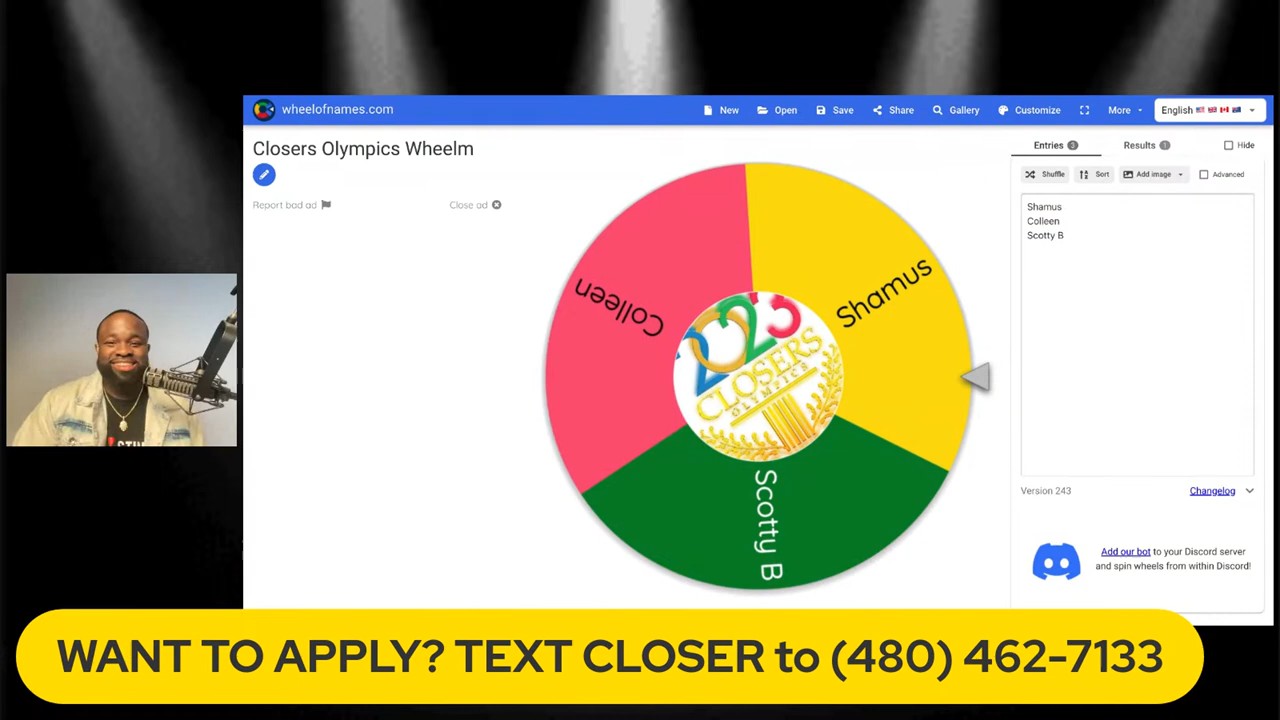 wheelofnames.com
New
Open
Save
Share
Gallery
Customize
More
English
Closers Olympics Wheelm
Report bad ad
Close ad
Entries 3
Results 1
Hide
Shuffle
Sort
Add image
Advanced
Shamus
Colleen
Scotty B
Colleen
Shamus
Scotty B
2023
CLOSERS
OLYMPICS
Version 243
Changelog
Add our bot to your Discord server
and spin wheels from within Discord!
WANT TO APPLY? TEXT CLOSER to (480) 462-7133